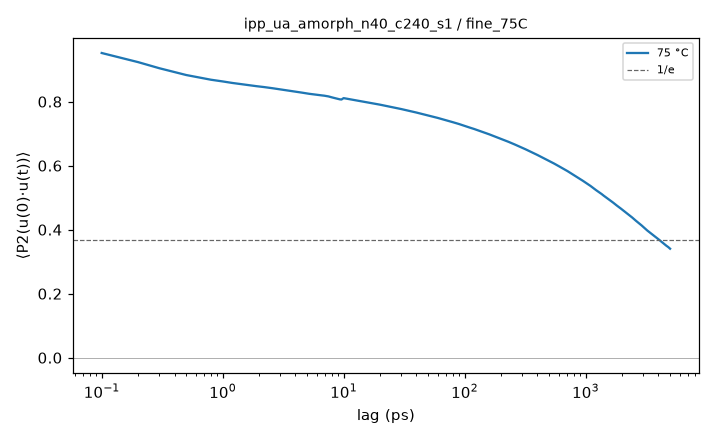 ipp_ua_amorph_n40_c240_s1 / fine_75C
75 °C
1/e
⟨P2(u(0)·u(t))⟩
0.8
0.6
0.4
0.2
0.0
10⁻¹ 10⁰ 10¹ 10² 10³
lag (ps)